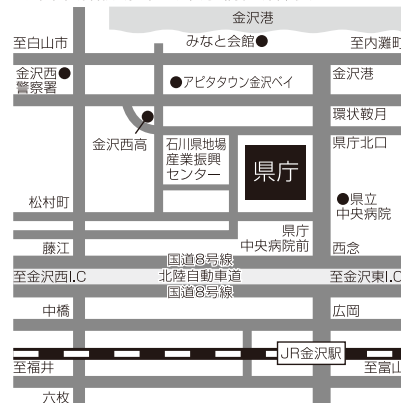 金沢港
至白山市
みなと会館●
至内灘町
金沢西●
警察署
●アピタタウン金沢ベイ
金沢港
環状鞍月
金沢西高
石川県地場
産業振興
センター
県庁
県庁北口
●県立
中央病院
松村町
県庁
中央病院前
藤江
西念
国道8号線
至金沢西I.C
北陸自動車道
至金沢東I.C
国道8号線
中橋
広岡
JR金沢駅
至福井
至富山
六枚